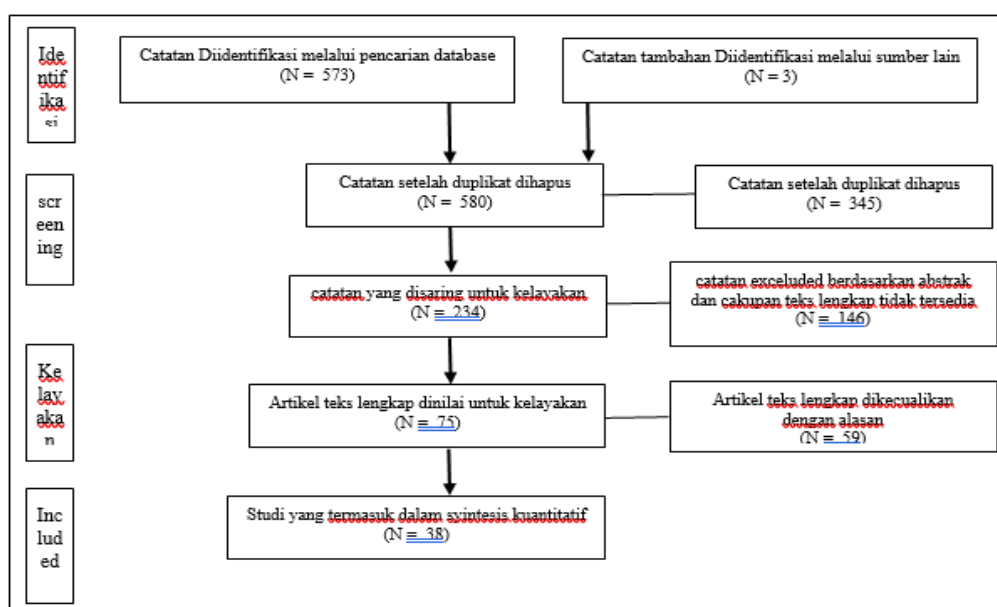 Ide
ntif
ika
si
Catatan Diidentifikasi melalui pencarian database
(N = 573)
Catatan tambahan Diidentifikasi melalui sumber lain
(N = 3)
scr
een
ing
Catatan setelah duplikat dihapus
(N = 580)
Catatan setelah duplikat dihapus
(N = 345)
catatan yang disaring untuk kelayakan
(N = 234)
catatan exceluded berdasarkan abstrak
dan cakupan teks lengkap tidak tersedia
(N = 146)
Ke
lay
aka
n
Artikel teks lengkap dinilai untuk kelayakan
(N = 75)
Artikel teks lengkap dikecualikan
dengan alasan
(N = 59)
Inc
lud
ed
Studi yang termasuk dalam syintesis kuantitatif
(N = 38)